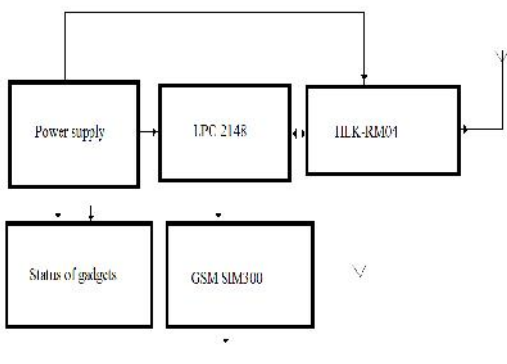 Power supply
LPC 2148
HLK-RM04
Status of gadgets
GSM SIM300